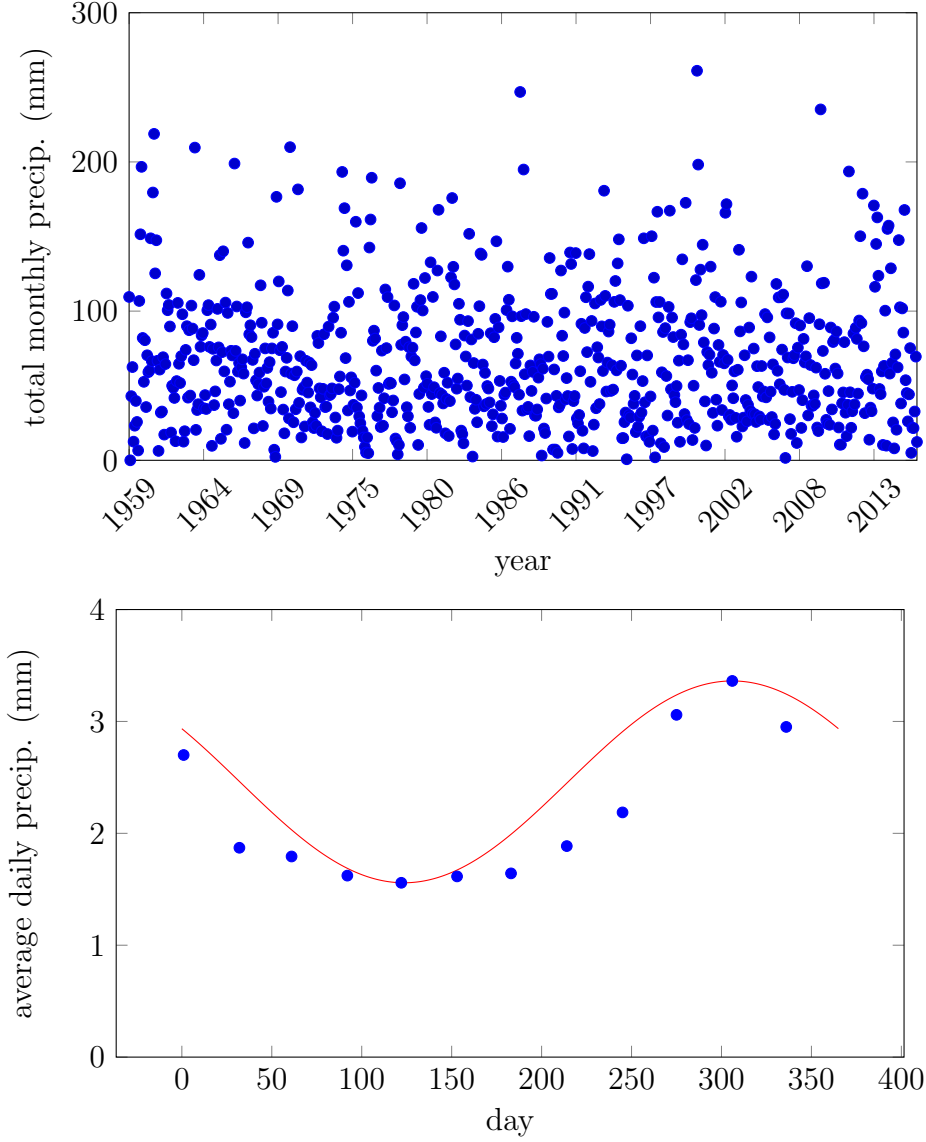 300
200
100
0
total monthly precip. (mm)
1959 1964 1969 1975 1980 1986 1991 1997 2002 2008 2013
year
4
3
2
1
0
average daily precip. (mm)
0 50 100 150 200 250 300 350 400
day